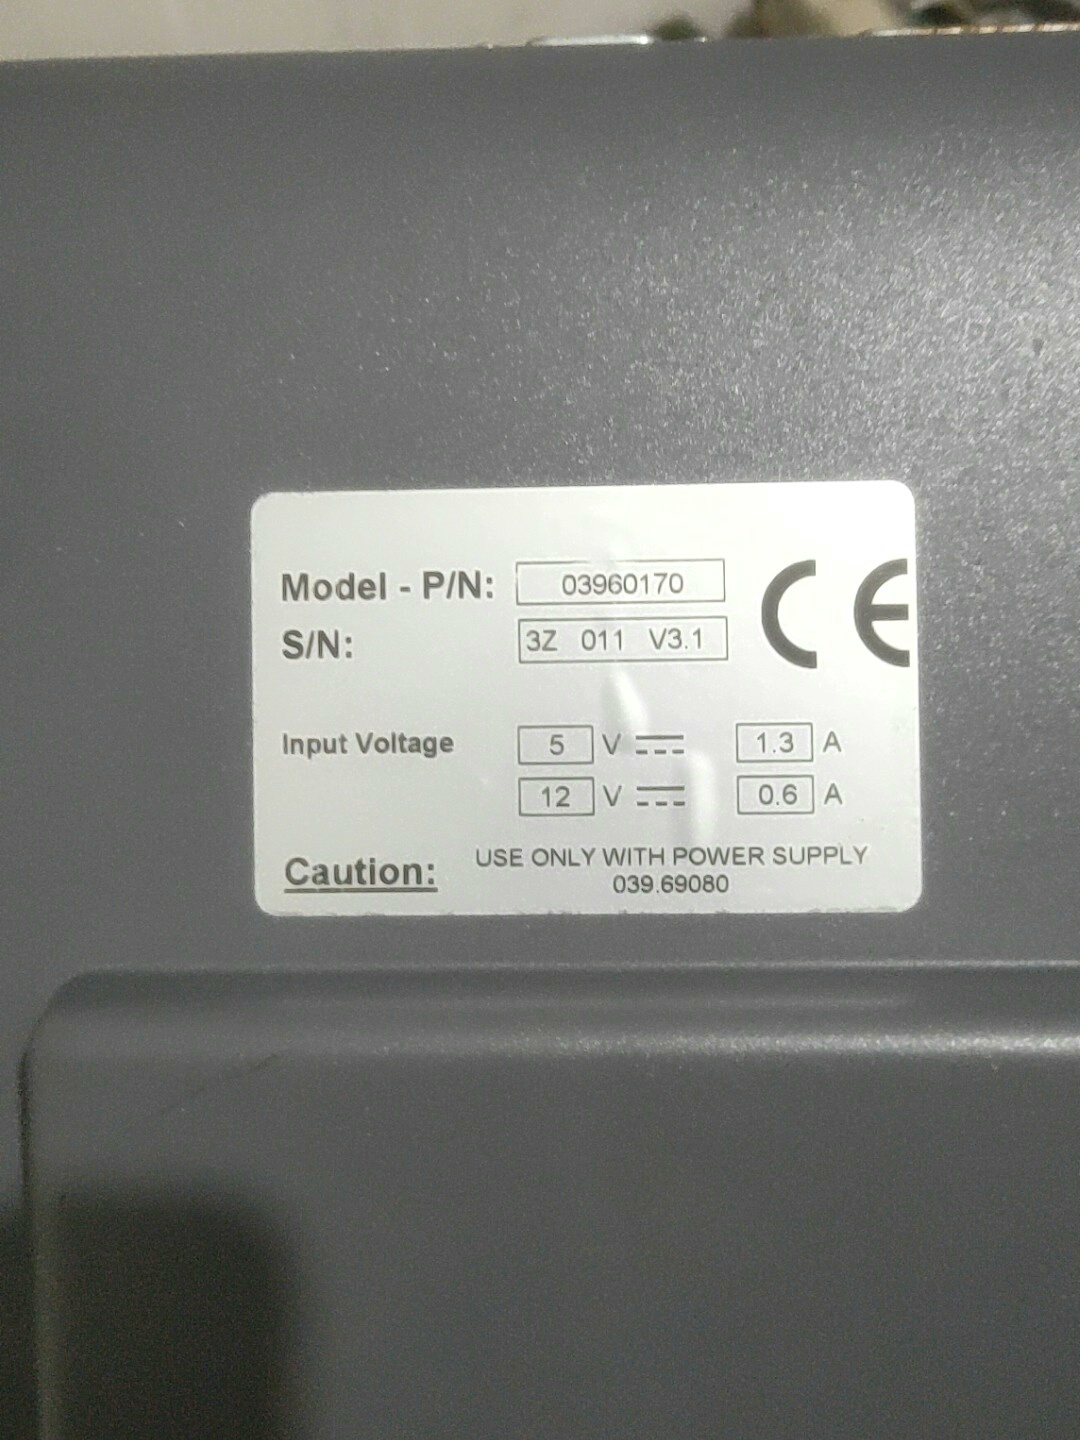 Model - P/N: 03960170
S/N: 3Z 011 V3.1
CE
Input Voltage 5 V 1.3 A
12 V 0.6 A
Caution: USE ONLY WITH POWER SUPPLY
039.69080